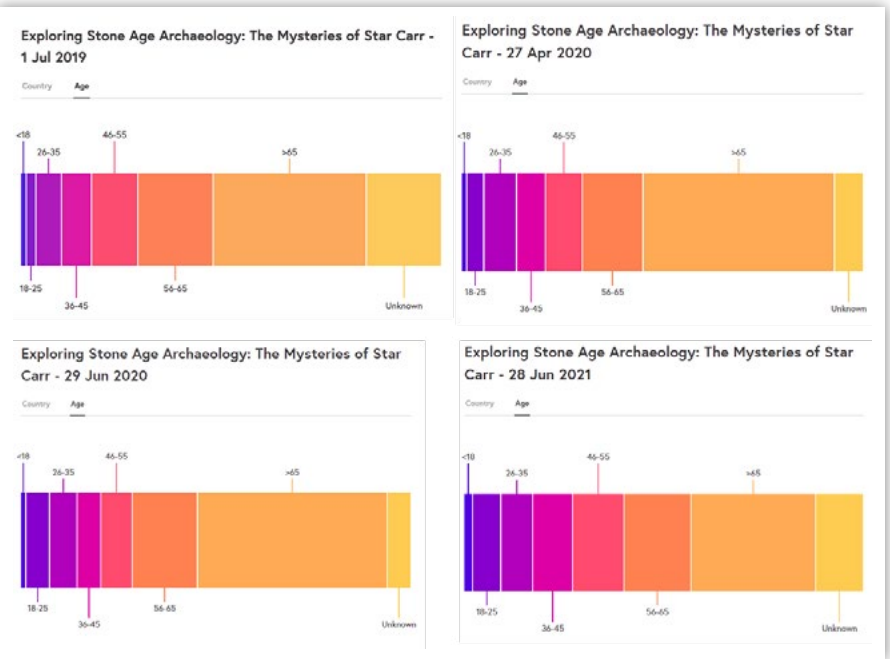 Exploring Stone Age Archaeology: The Mysteries of Star Carr -
1 Jul 2019
Country Age
<18 46-55
26-35 >65
18-25 56-65
36-45 Unknown
Exploring Stone Age Archaeology: The Mysteries of Star
Carr - 27 Apr 2020
Country Age
<18 46-55
26-35 >65
18-25 56-65
36-45 Unknown
Exploring Stone Age Archaeology: The Mysteries of Star
Carr - 29 Jun 2020
Country Age
<18 46-55
26-35 >65
18-25 56-65
36-45 Unknown
Exploring Stone Age Archaeology: The Mysteries of Star
Carr - 28 Jun 2021
Country Age
<18 46-55
26-35 >65
18-25 56-65
36-45 Unknown